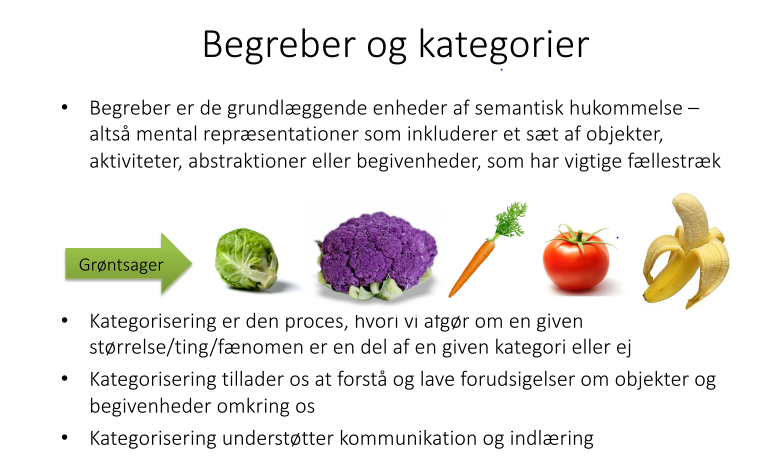 Begreber og kategorier
• Begreber er de grundlæggende enheder af semantisk hukommelse –
altså mental repræsentationer som inkluderer et sæt af objekter,
aktiviteter, abstraktioner eller begivenheder, som har vigtige fællestræk
Grøntsager
• Kategorisering er den proces, hvori vi afgør om en given
størrelse/ting/fænomen er en del af en given kategori eller ej
• Kategorisering tillader os at forstå og lave forudsigelser om objekter og
begivenheder omkring os
• Kategorisering understøtter kommunikation og indlæring